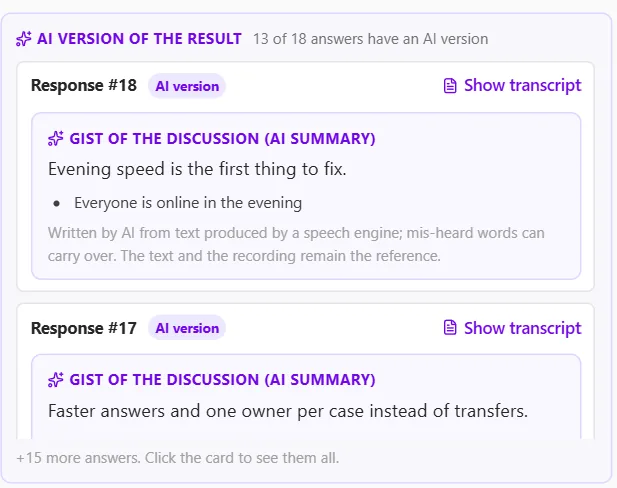 AI VERSION OF THE RESULT 13 of 18 answers have an AI version
Response #18 AI version Show transcript
GIST OF THE DISCUSSION (AI SUMMARY)
Evening speed is the first thing to fix.
• Everyone is online in the evening
Written by AI from text produced by a speech engine; mis-heard words can
carry over. The text and the recording remain the reference.
Response #17 AI version Show transcript
GIST OF THE DISCUSSION (AI SUMMARY)
Faster answers and one owner per case instead of transfers.
+15 more answers. Click the card to see them all.